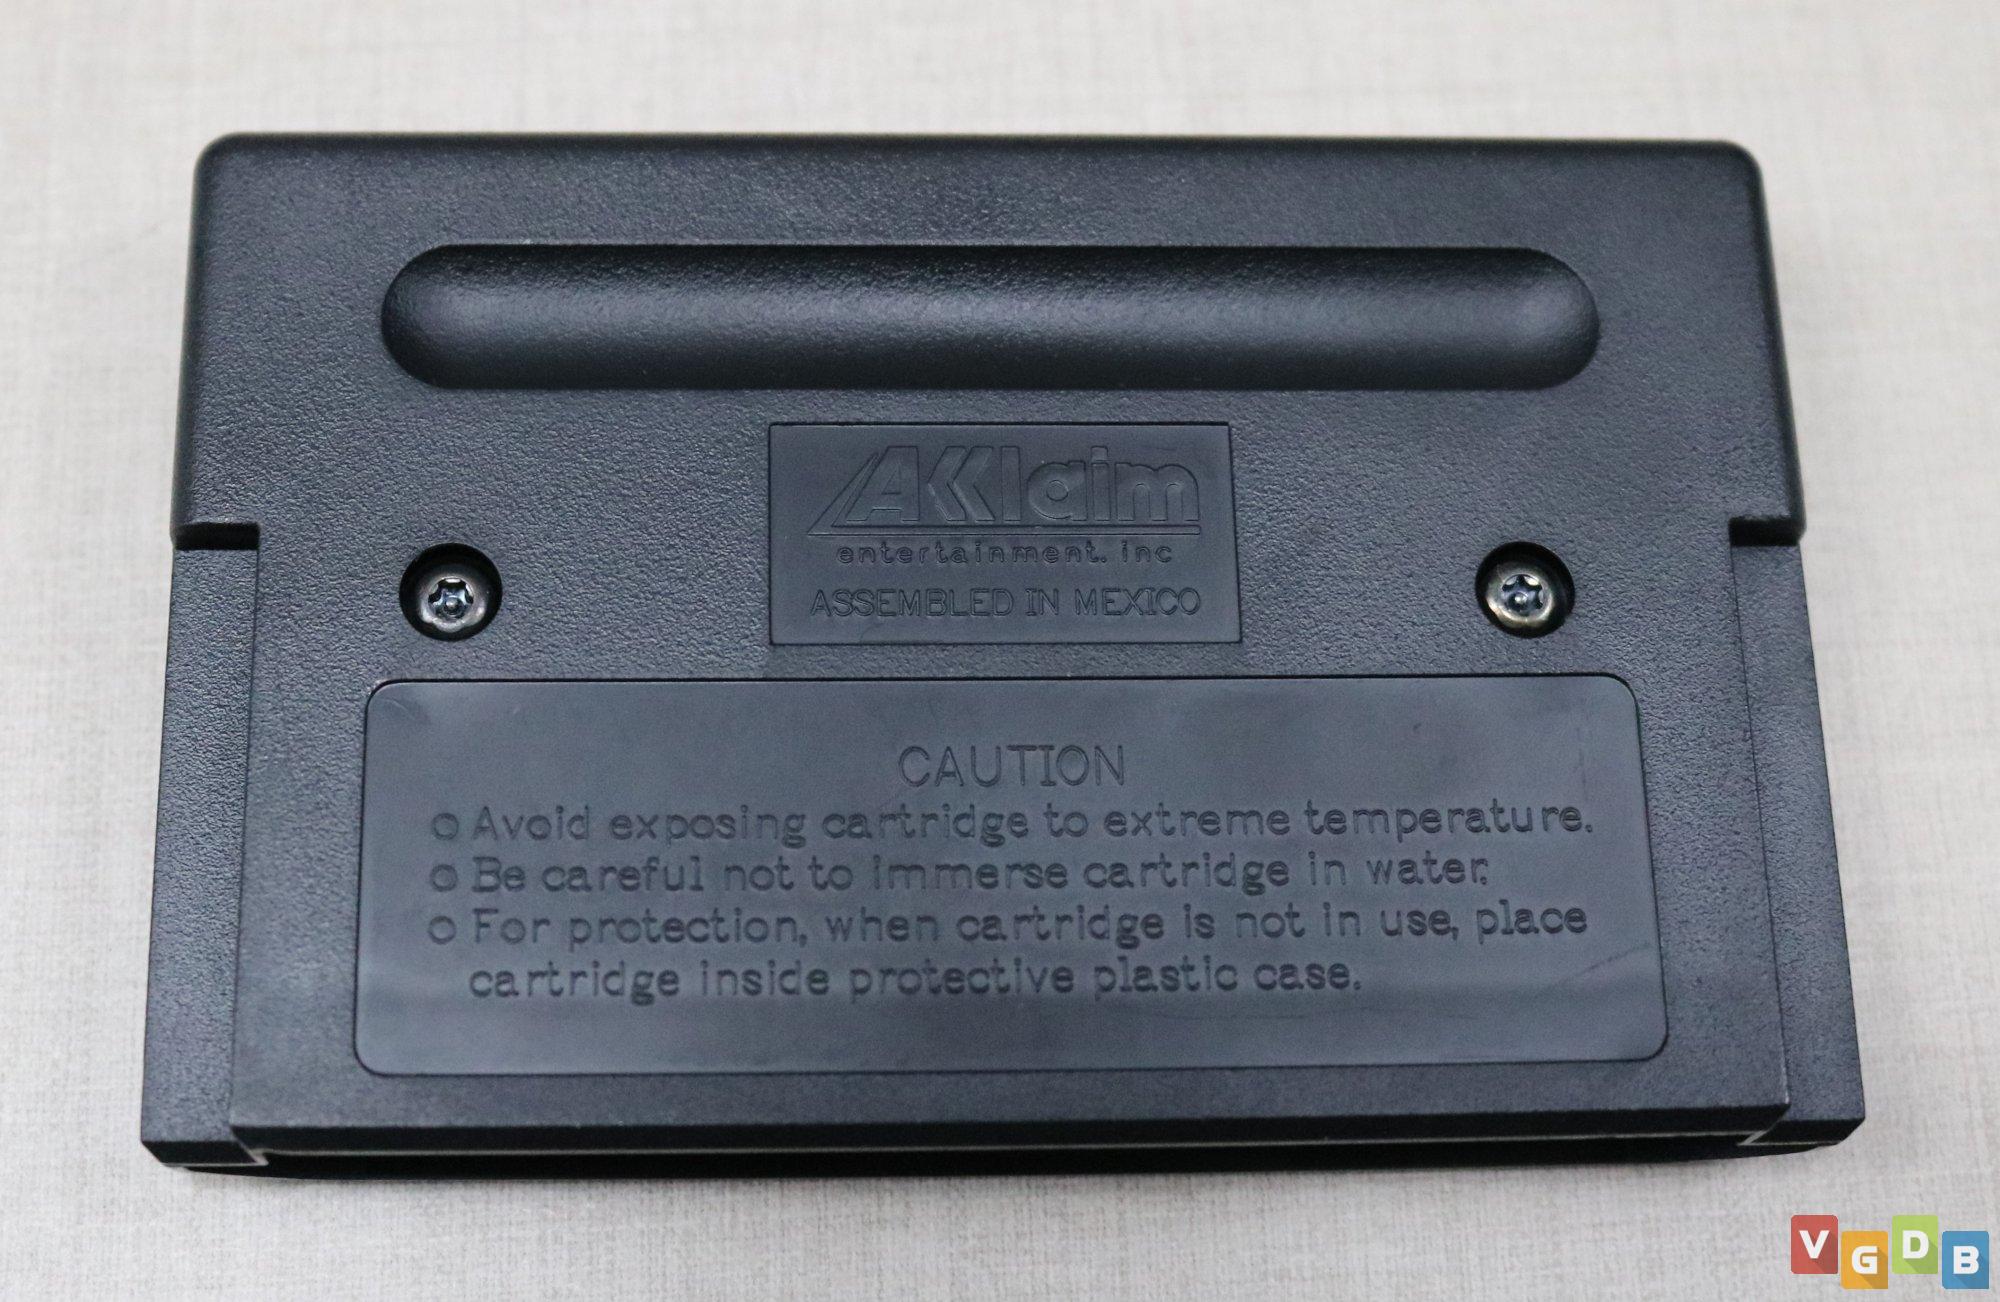 AKKlaim
entertainment. inc
ASSEMBLED IN MEXICO
CAUTION
o Avoid exposing cartridge to extreme temperature.
o Be careful not to immerse cartridge in water.
o For protection, when cartridge is not in use, place
cartridge inside protective plastic case.
VGDB